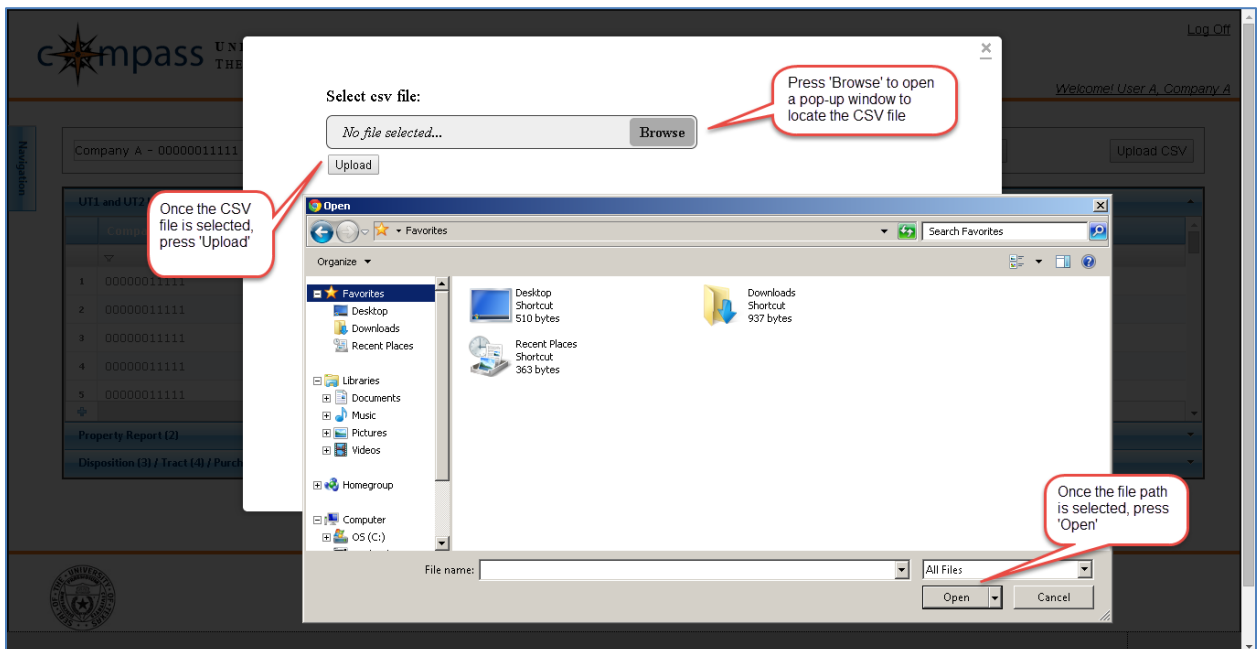 Log Off
compass
UNI
THE
Welcome! User A, Company A
Navigation
Company A - 00000011111
Upload CSV
×
Select csv file:
No file selected...
Browse
Upload
Press 'Browse' to open
a pop-up window to
locate the CSV file
Once the CSV
file is selected,
press 'Upload'
UT1 and UT2
Compa
1 00000011111
2 00000011111
3 00000011111
4 00000011111
5 00000011111
Property Report (2)
Disposition (3) / Tract (4) / Purch
Open
Favorites
Search Favorites
Organize
Favorites
Desktop
Downloads
Recent Places
Libraries
Documents
Music
Pictures
Videos
Homegroup
Computer
OS (C:)
Desktop
Shortcut
510 bytes
Downloads
Shortcut
937 bytes
Recent Places
Shortcut
363 bytes
Once the file path
is selected, press
'Open'
File name:
All Files
Open
Cancel